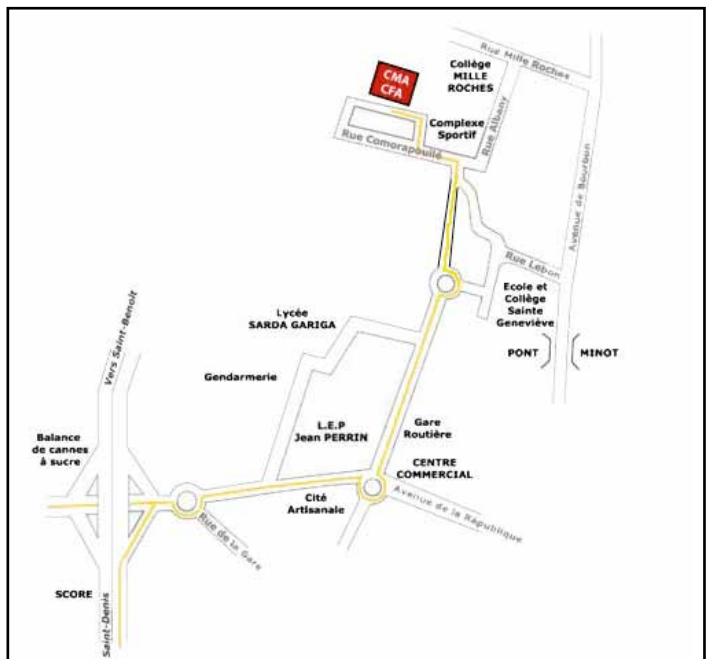 Rue Mille Roches
Collège
MILLE
ROCHES
CMA
CFA
Complexe
Sportif
Rue Albany
Rue Comorapoullé
Avenue de Bourbon
Rue Lebon
Ecole et
Collège
Sainte
Geneviève
PONT
MINOT
Lycée
SARDA GARIGA
Vers Saint-Benoit
Gendarmerie
L.E.P
Jean PERRIN
Gare
Routière
Balance
de cannes
à sucre
CENTRE
COMMERCIAL
Cité
Artisanale
Avenue de la République
Rue de la Gare
SCORE
Saint-Denis